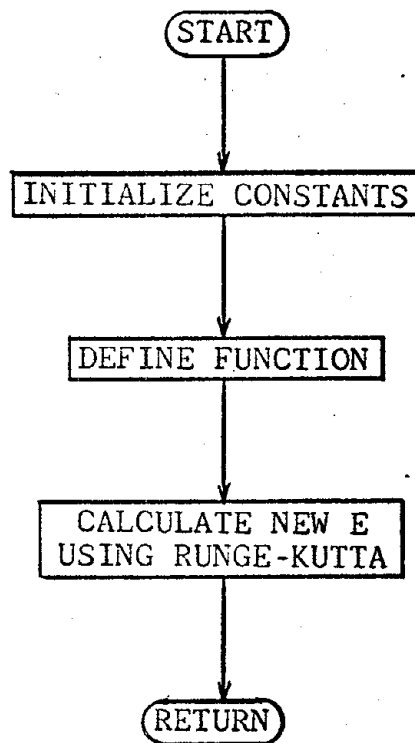 START
INITIALIZE CONSTANTS
DEFINE FUNCTION
CALCULATE NEW E
USING RUNGE-KUTTA
RETURN